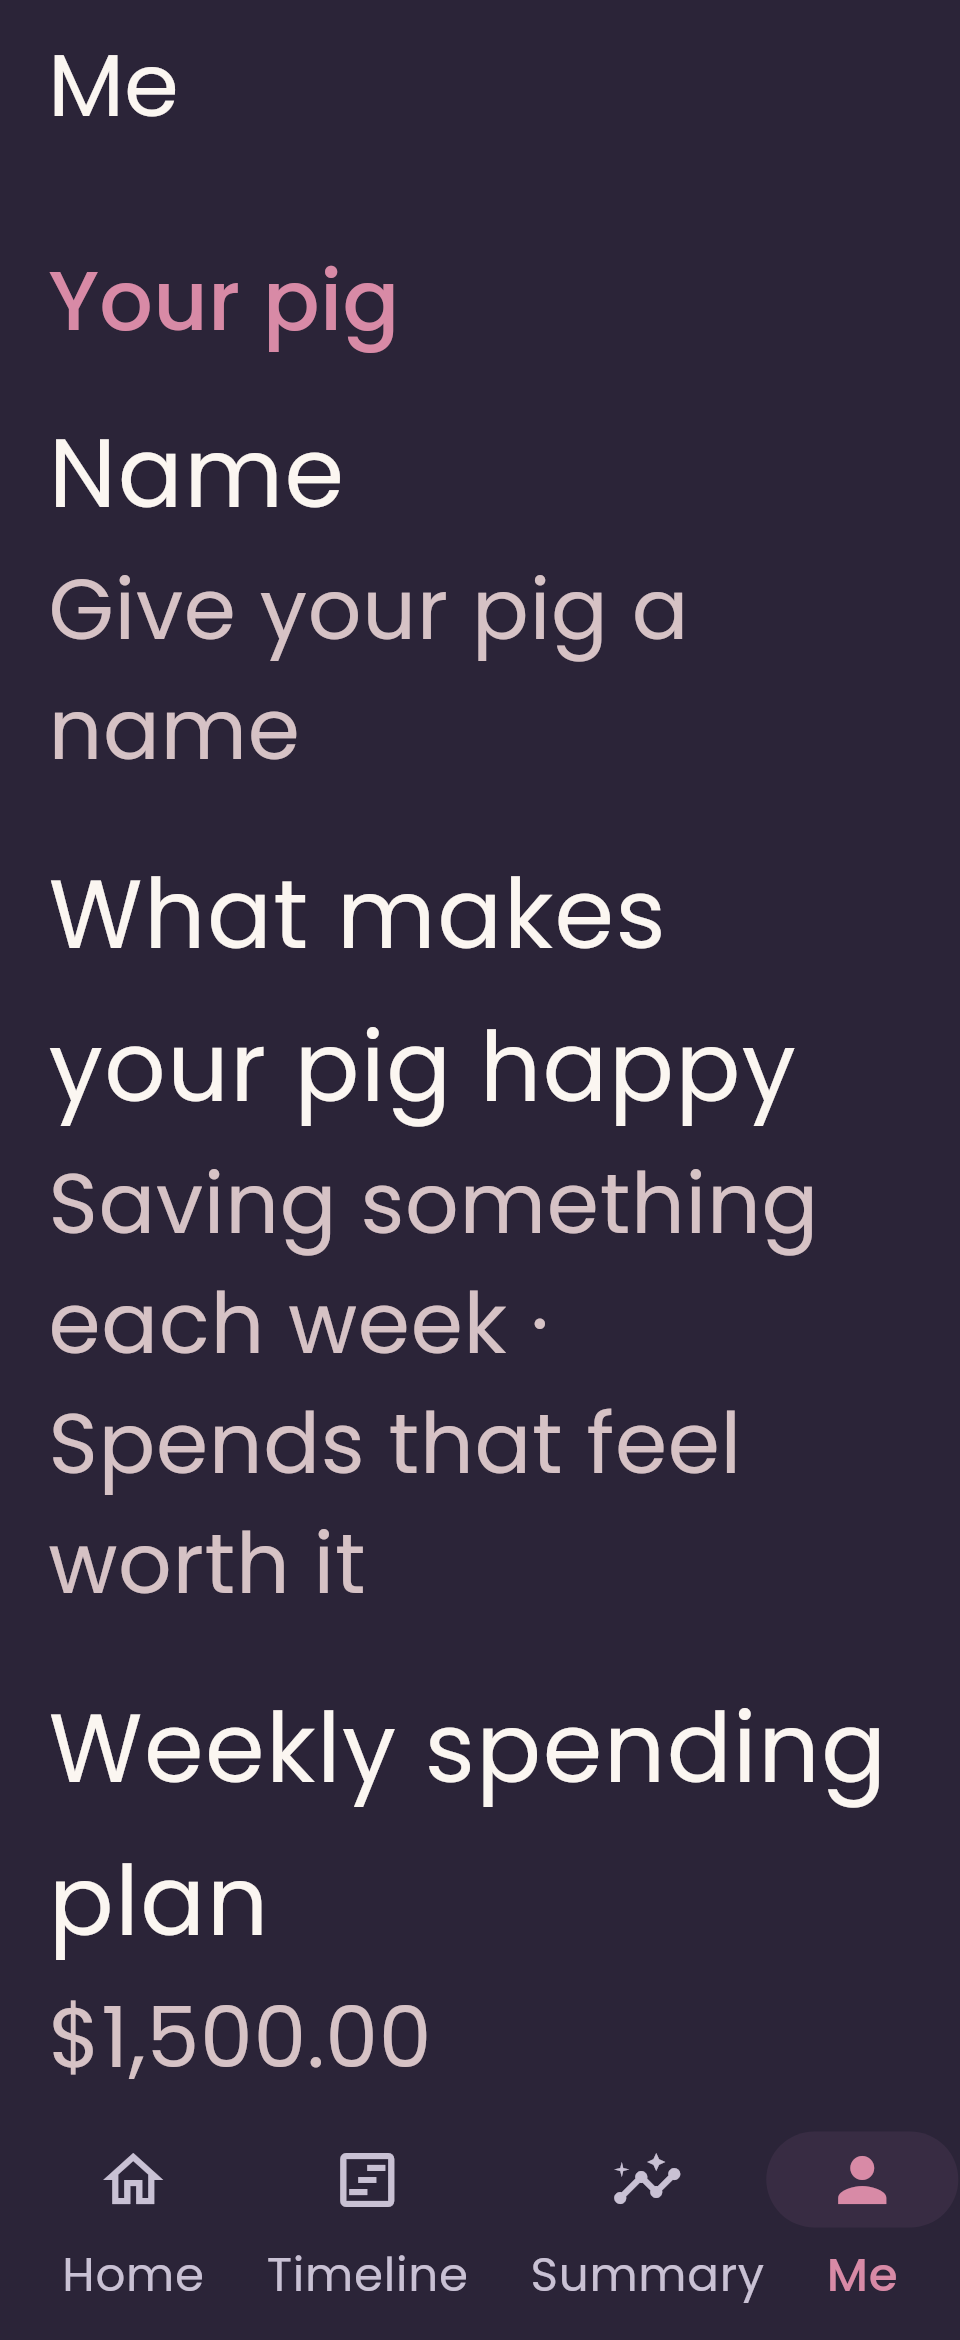 Me
Your pig
Name
Give your pig a
name
What makes
your pig happy
Saving something
each week ·
Spends that feel
worth it
Weekly spending
plan
$1,500.00
Home
Timeline
Summary
Me